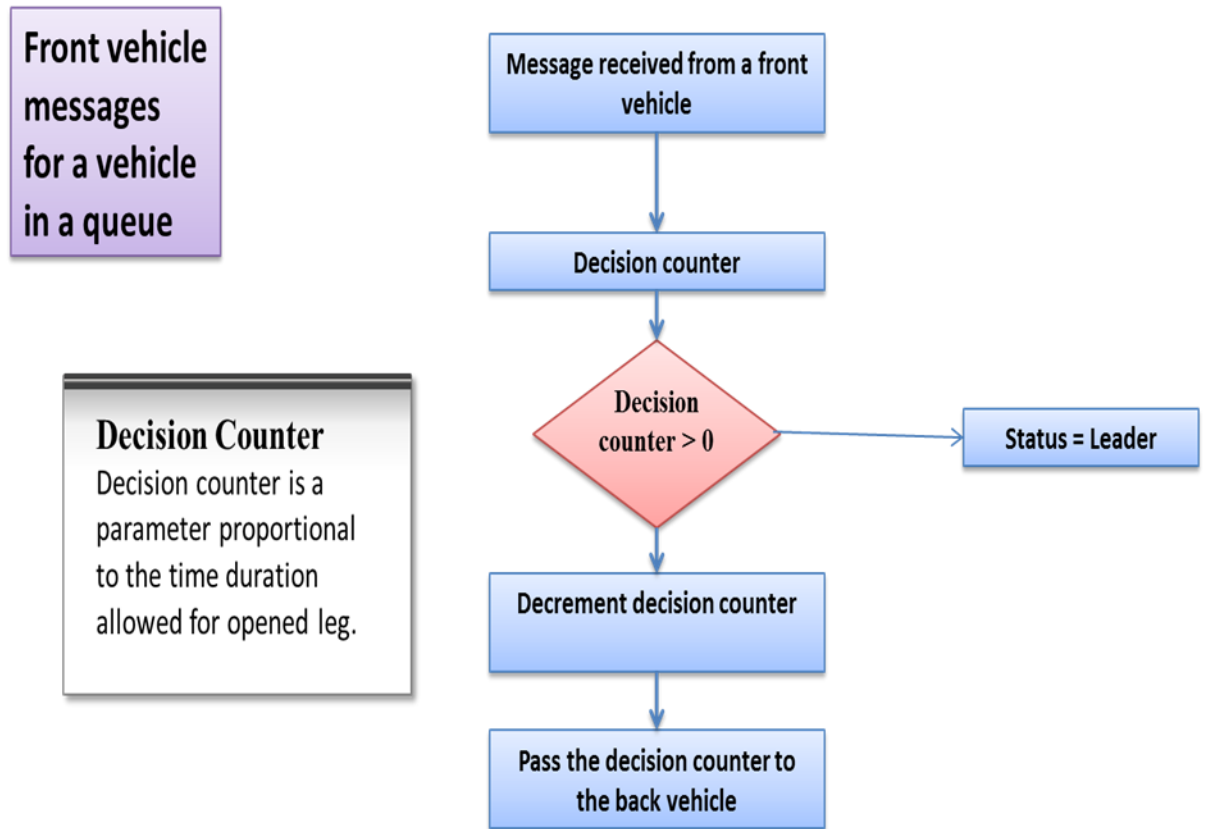 Front vehicle
messages
for a vehicle
in a queue
Message received from a front
vehicle
Decision counter
Decision
counter > 0
Status = Leader
Decision Counter
Decision counter is a
parameter proportional
to the time duration
allowed for opened leg.
Decrement decision counter
Pass the decision counter to
the back vehicle